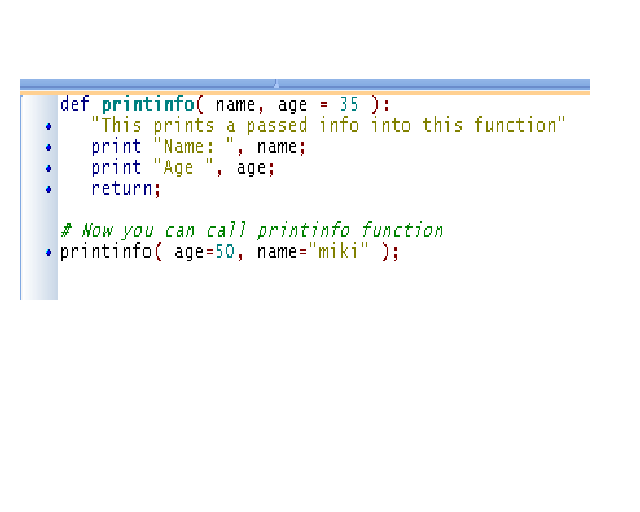 def printinfo( name, age = 35 ):
   "This prints a passed info into this function"
   print "Name: ", name;
   print "Age ", age;
   return;

# Now you can call printinfo function
printinfo( age=50, name="miki" );